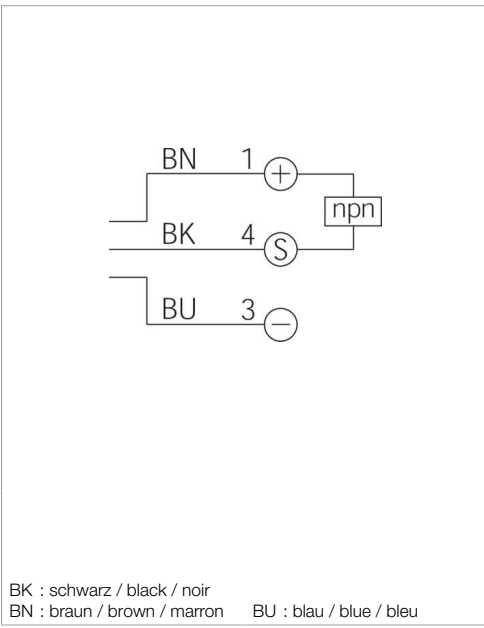 BN 1 +
npn
BK 4 S
BU 3 −
BK : schwarz / black / noir
BN : braun / brown / marron BU : blau / blue / bleu